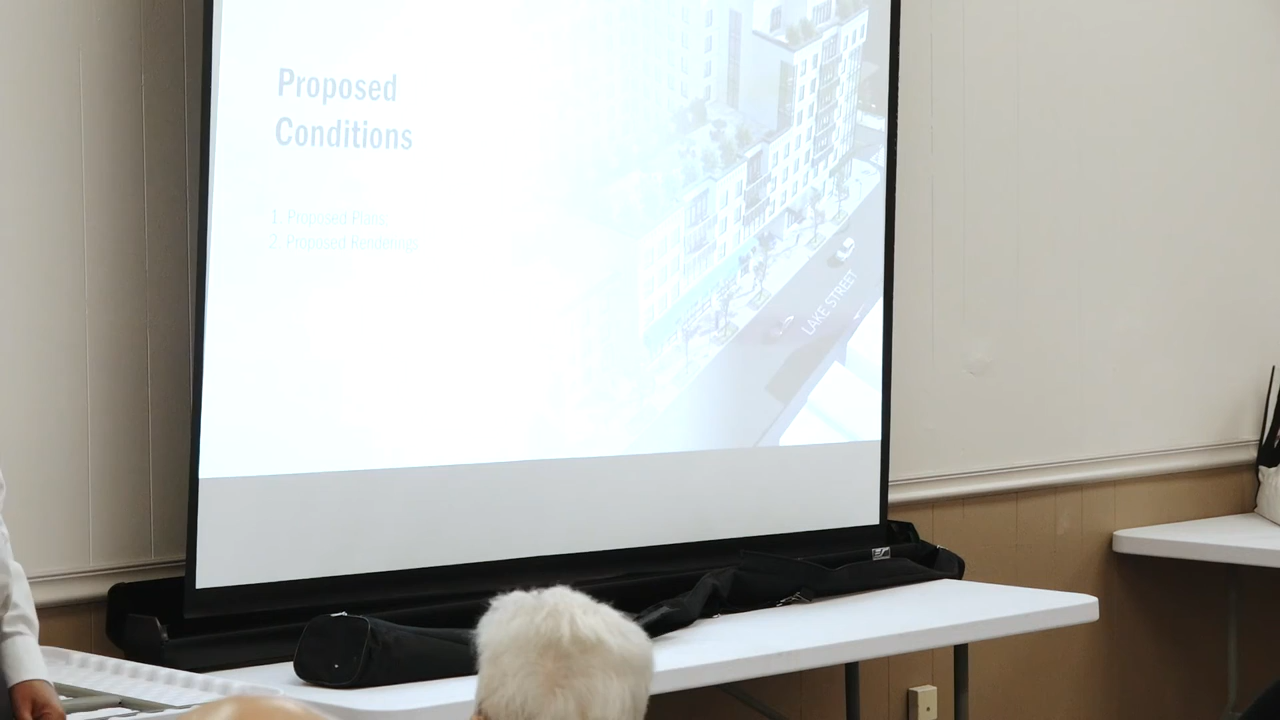 Proposed
Conditions
1. Proposed Plans
2. Proposed Renderings
LAKE STREET